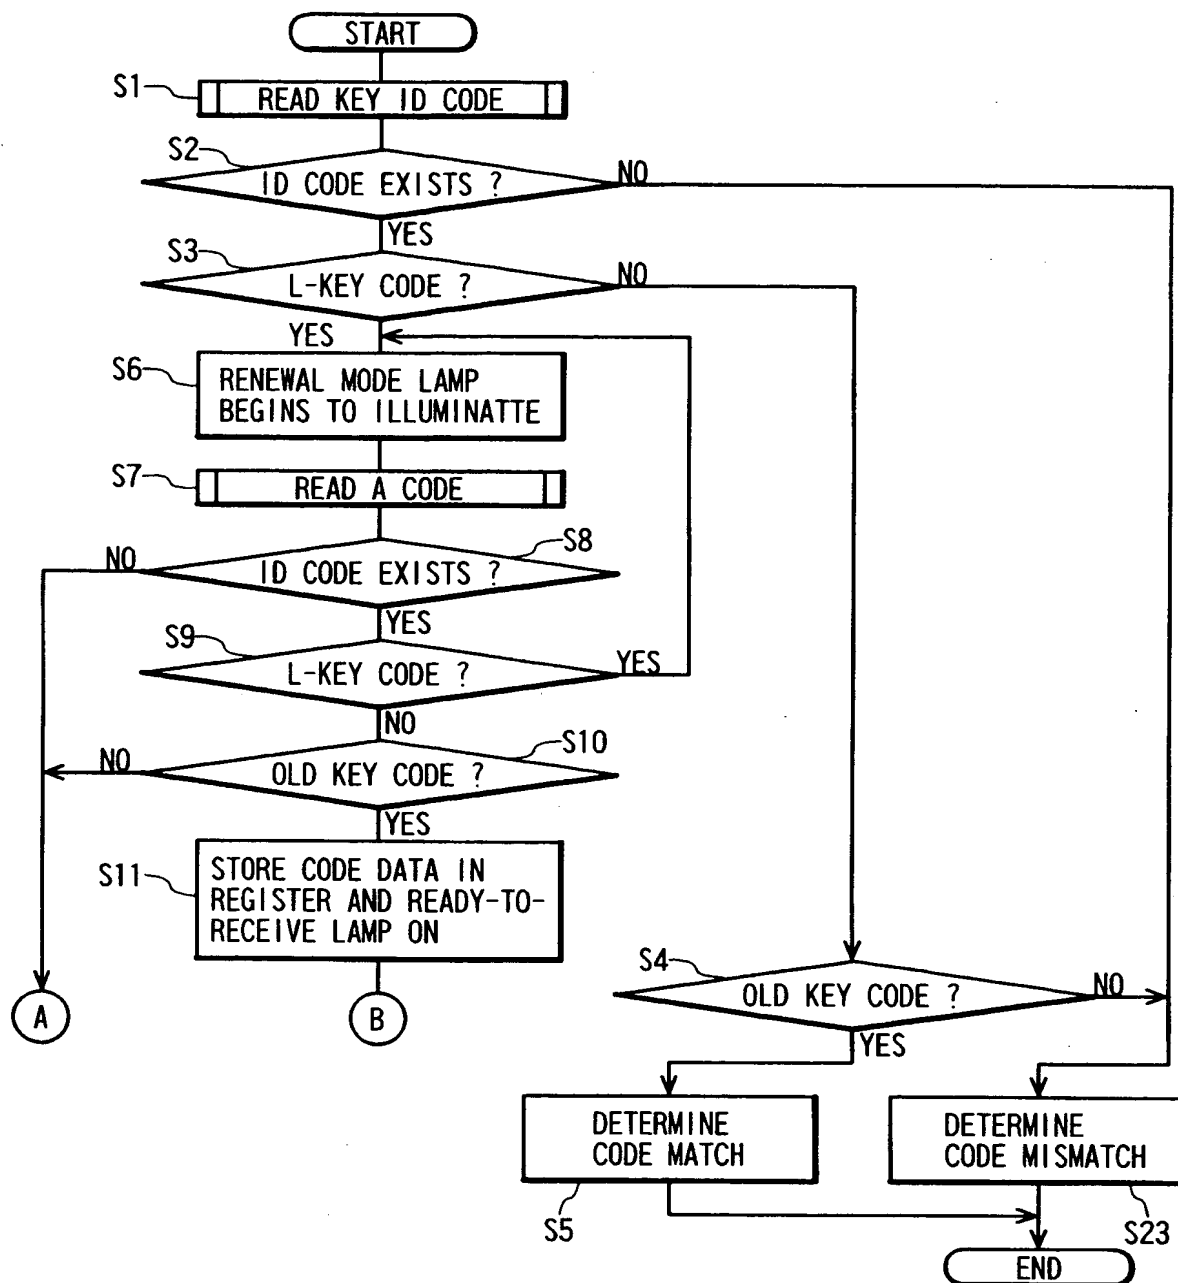 START
S1
READ KEY ID CODE
S2
ID CODE EXISTS ?
NO
YES
S3
L-KEY CODE ?
NO
YES
S6
RENEWAL MODE LAMP
BEGINS TO ILLUMINATTE
S7
READ A CODE
S8
NO
ID CODE EXISTS ?
YES
S9
L-KEY CODE ?
YES
NO
S10
NO
OLD KEY CODE ?
YES
S11
STORE CODE DATA IN
REGISTER AND READY-TO-
RECEIVE LAMP ON
A
B
S4
OLD KEY CODE ?
NO
YES
DETERMINE
CODE MATCH
S5
DETERMINE
CODE MISMATCH
S23
END